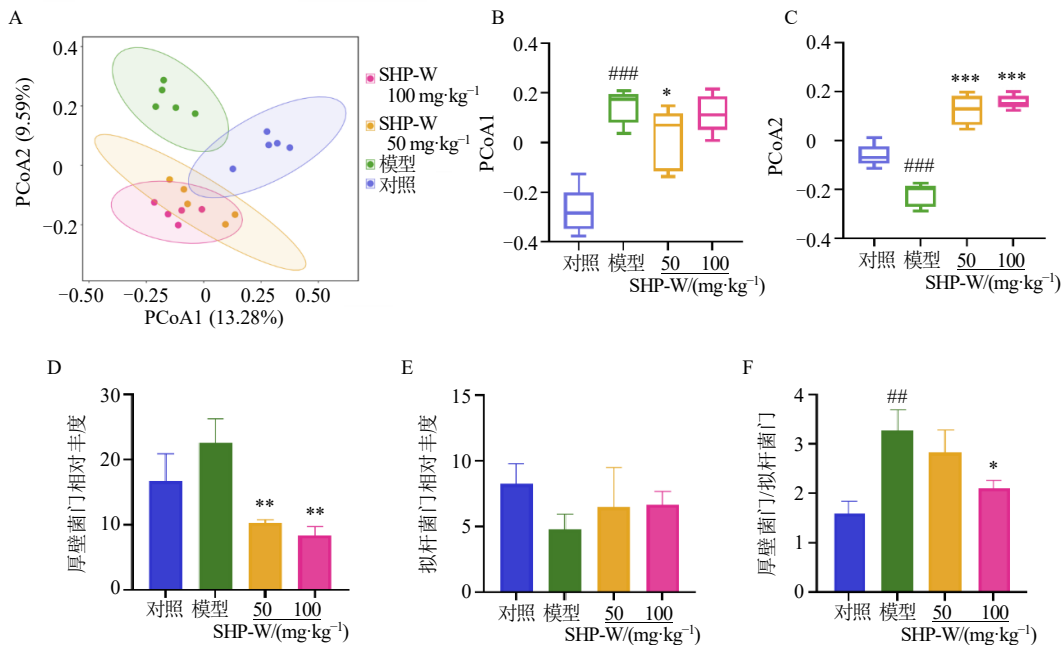 A
0.4
0.2
0
−0.2
PCoA2 (9.59%)
−0.50
−0.25
0
0.25
0.50
PCoA1 (13.28%)
SHP-W
100 mg·kg⁻¹
SHP-W
50 mg·kg⁻¹
模型
对照
B
0.4
0.2
0
−0.2
−0.4
PCoA1
###
*
对照
模型
50
100
SHP-W/(mg·kg⁻¹)
C
0.4
0.2
0
−0.2
−0.4
PCoA2
###
***
***
对照
模型
50
100
SHP-W/(mg·kg⁻¹)
D
30
20
10
0
厚壁菌门相对丰度
**
**
对照
模型
50
100
SHP-W/(mg·kg⁻¹)
E
15
10
5
0
拟杆菌门相对丰度
对照
模型
50
100
SHP-W/(mg·kg⁻¹)
F
4
3
2
1
0
厚壁菌门/拟杆菌门
##
*
对照
模型
50
100
SHP-W/(mg·kg⁻¹)